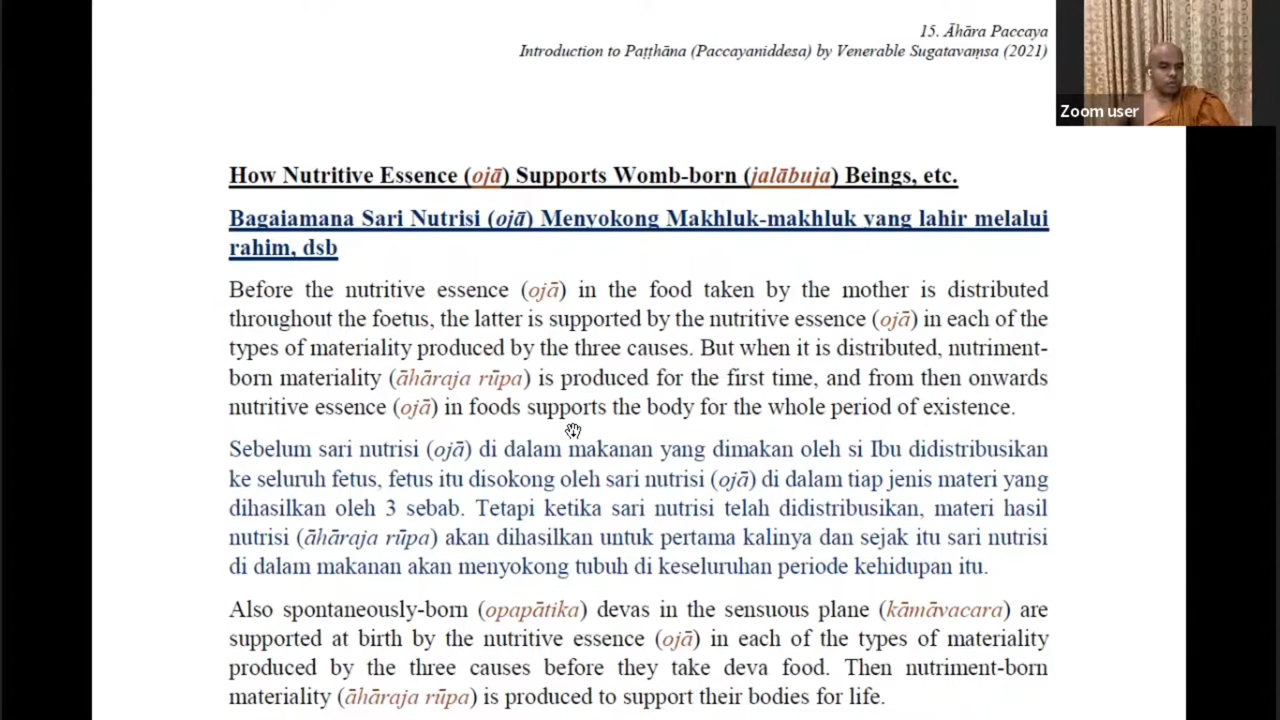 15. Āhāra Paccaya
Introduction to Paṭṭhāna (Paccayaniddesa) by Venerable Sugatavaṃsa (2021)
Zoom user
How Nutritive Essence (ojā) Supports Womb-born (jalābuja) Beings, etc.
Bagaiamana Sari Nutrisi (ojā) Menyokong Makhluk-makhluk yang lahir melalui
rahim, dsb
Before the nutritive essence (ojā) in the food taken by the mother is distributed
throughout the foetus, the latter is supported by the nutritive essence (ojā) in each of the
types of materiality produced by the three causes. But when it is distributed, nutriment-
born materiality (āhāraja rūpa) is produced for the first time, and from then onwards
nutritive essence (ojā) in foods supports the body for the whole period of existence.
Sebelum sari nutrisi (ojā) di dalam makanan yang dimakan oleh si Ibu didistribusikan
ke seluruh fetus, fetus itu disokong oleh sari nutrisi (ojā) di dalam tiap jenis materi yang
dihasilkan oleh 3 sebab. Tetapi ketika sari nutrisi telah didistribusikan, materi hasil
nutrisi (āhāraja rūpa) akan dihasilkan untuk pertama kalinya dan sejak itu sari nutrisi
di dalam makanan akan menyokong tubuh di keseluruhan periode kehidupan itu.
Also spontaneously-born (opapātika) devas in the sensuous plane (kāmāvacara) are
supported at birth by the nutritive essence (ojā) in each of the types of materiality
produced by the three causes before they take deva food. Then nutriment-born
materiality (āhāraja rūpa) is produced to support their bodies for life.